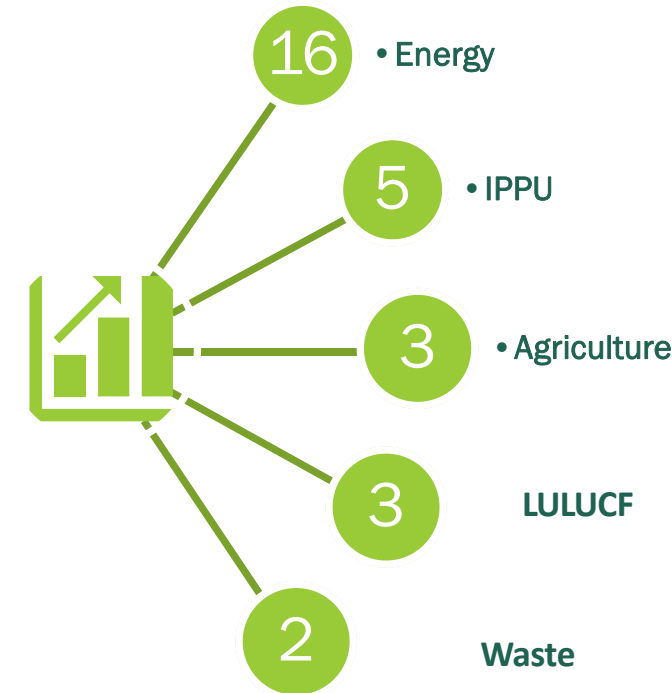 16 • Energy
5 • IPPU
3 • Agriculture
3 LULUCF
2 Waste